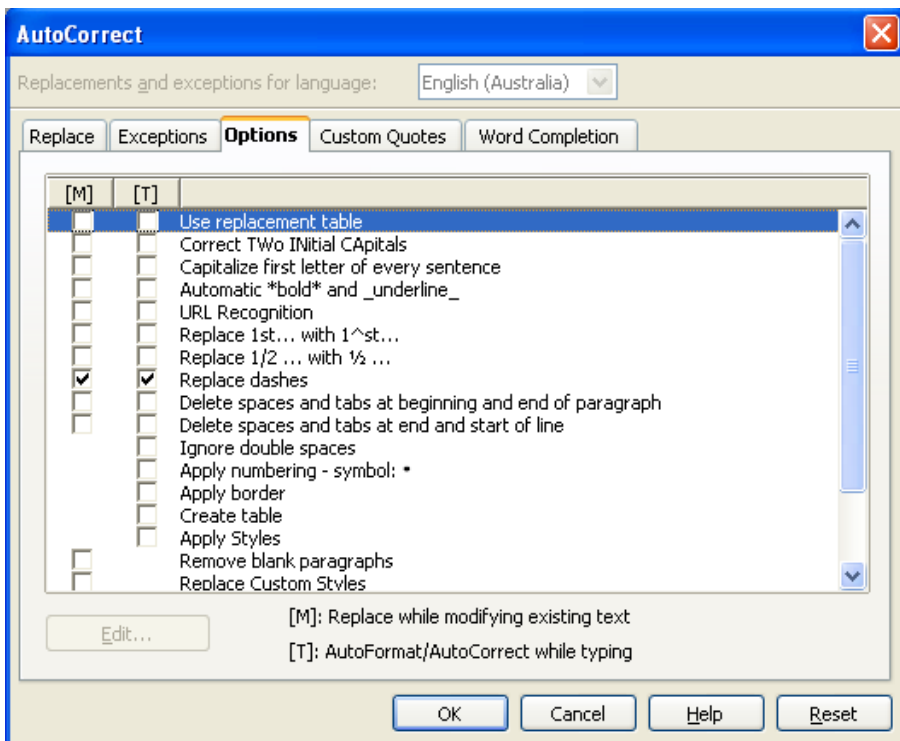 AutoCorrect
Replacements and exceptions for language: English (Australia)
Replace Exceptions Options Custom Quotes Word Completion
[M] [T]
Use replacement table
Correct TWo INitial CApitals
Capitalize first letter of every sentence
Automatic *bold* and _underline_
URL Recognition
Replace 1st... with 1^st...
Replace 1/2 ... with ½ ...
Replace dashes
Delete spaces and tabs at beginning and end of paragraph
Delete spaces and tabs at end and start of line
Ignore double spaces
Apply numbering - symbol: •
Apply border
Create table
Apply Styles
Remove blank paragraphs
Replace Custom Styles
Edit... [M]: Replace while modifying existing text
[T]: AutoFormat/AutoCorrect while typing
OK Cancel Help Reset